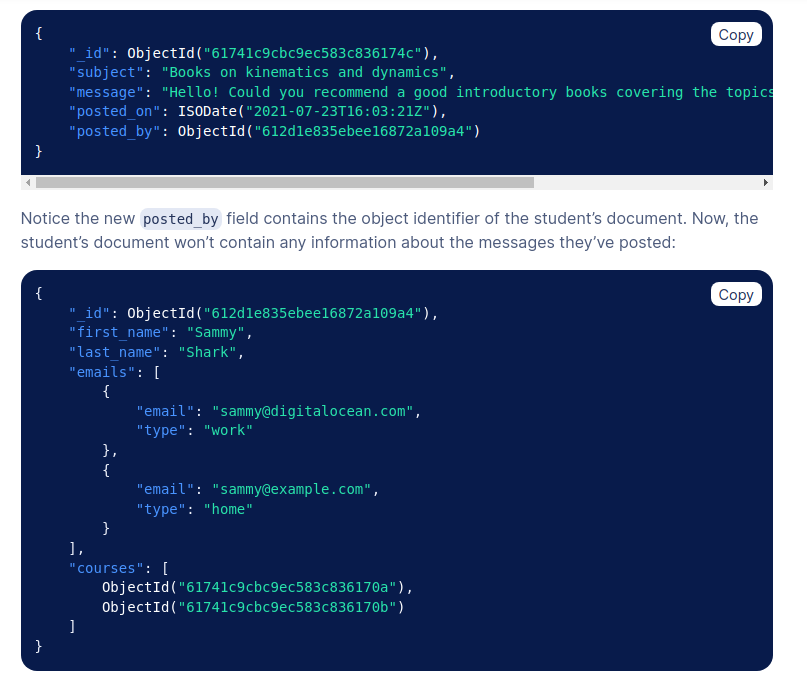 {
Copy
    "_id": ObjectId("61741c9cbc9ec583c836174c"),
    "subject": "Books on kinematics and dynamics",
    "message": "Hello! Could you recommend a good introductory books covering the topics
    "posted_on": ISODate("2021-07-23T16:03:21Z"),
    "posted_by": ObjectId("612d1e835ebee16872a109a4")
}
Notice the new posted_by field contains the object identifier of the student’s document. Now, the
student’s document won’t contain any information about the messages they’ve posted:
{
Copy
    "_id": ObjectId("612d1e835ebee16872a109a4"),
    "first_name": "Sammy",
    "last_name": "Shark",
    "emails": [
        {
            "email": "sammy@digitalocean.com",
            "type": "work"
        },
        {
            "email": "sammy@example.com",
            "type": "home"
        }
    ],
    "courses": [
        ObjectId("61741c9cbc9ec583c836170a"),
        ObjectId("61741c9cbc9ec583c836170b")
    ]
}